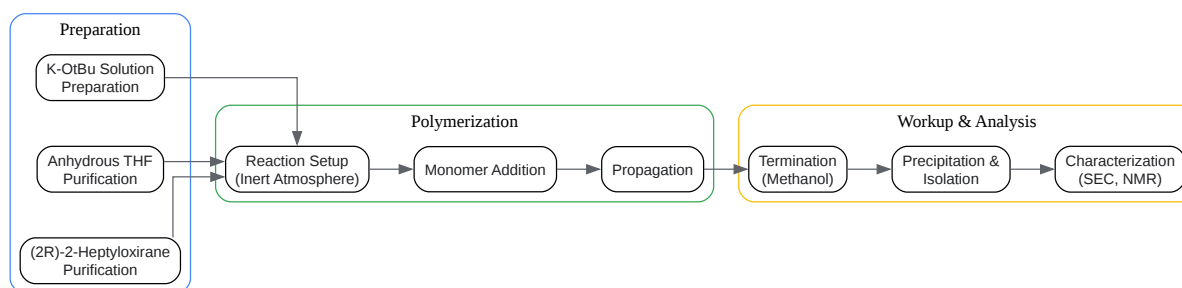 Preparation
K-OtBu Solution
Preparation
Anhydrous THF
Purification
(2R)-2-Heptyloxirane
Purification
Polymerization
Reaction Setup
(Inert Atmosphere)
Monomer Addition
Propagation
Workup & Analysis
Termination
(Methanol)
Precipitation &
Isolation
Characterization
(SEC, NMR)